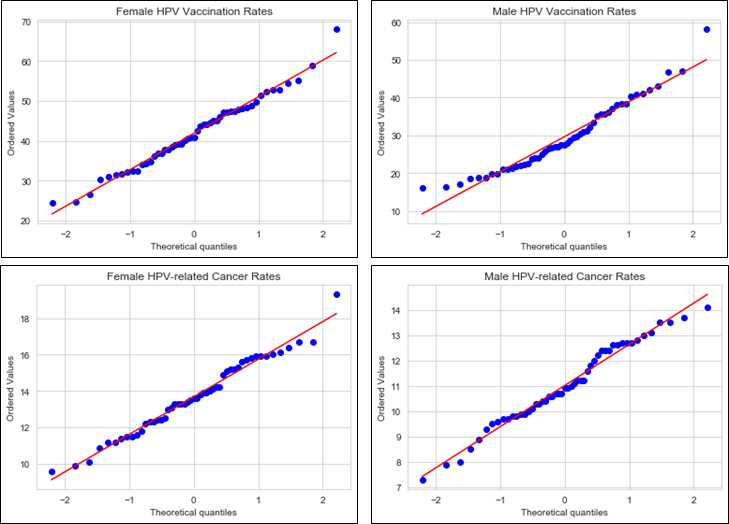 Female HPV Vaccination Rates
70
60
50
40
30
20
Ordered Values
−2 −1 0 1 2
Theoretical quantiles
Male HPV Vaccination Rates
60
50
40
30
20
10
Ordered Values
−2 −1 0 1 2
Theoretical quantiles
Female HPV-related Cancer Rates
18
16
14
12
10
Ordered Values
−2 −1 0 1 2
Theoretical quantiles
Male HPV-related Cancer Rates
14
13
12
11
10
9
8
7
Ordered Values
−2 −1 0 1 2
Theoretical quantiles